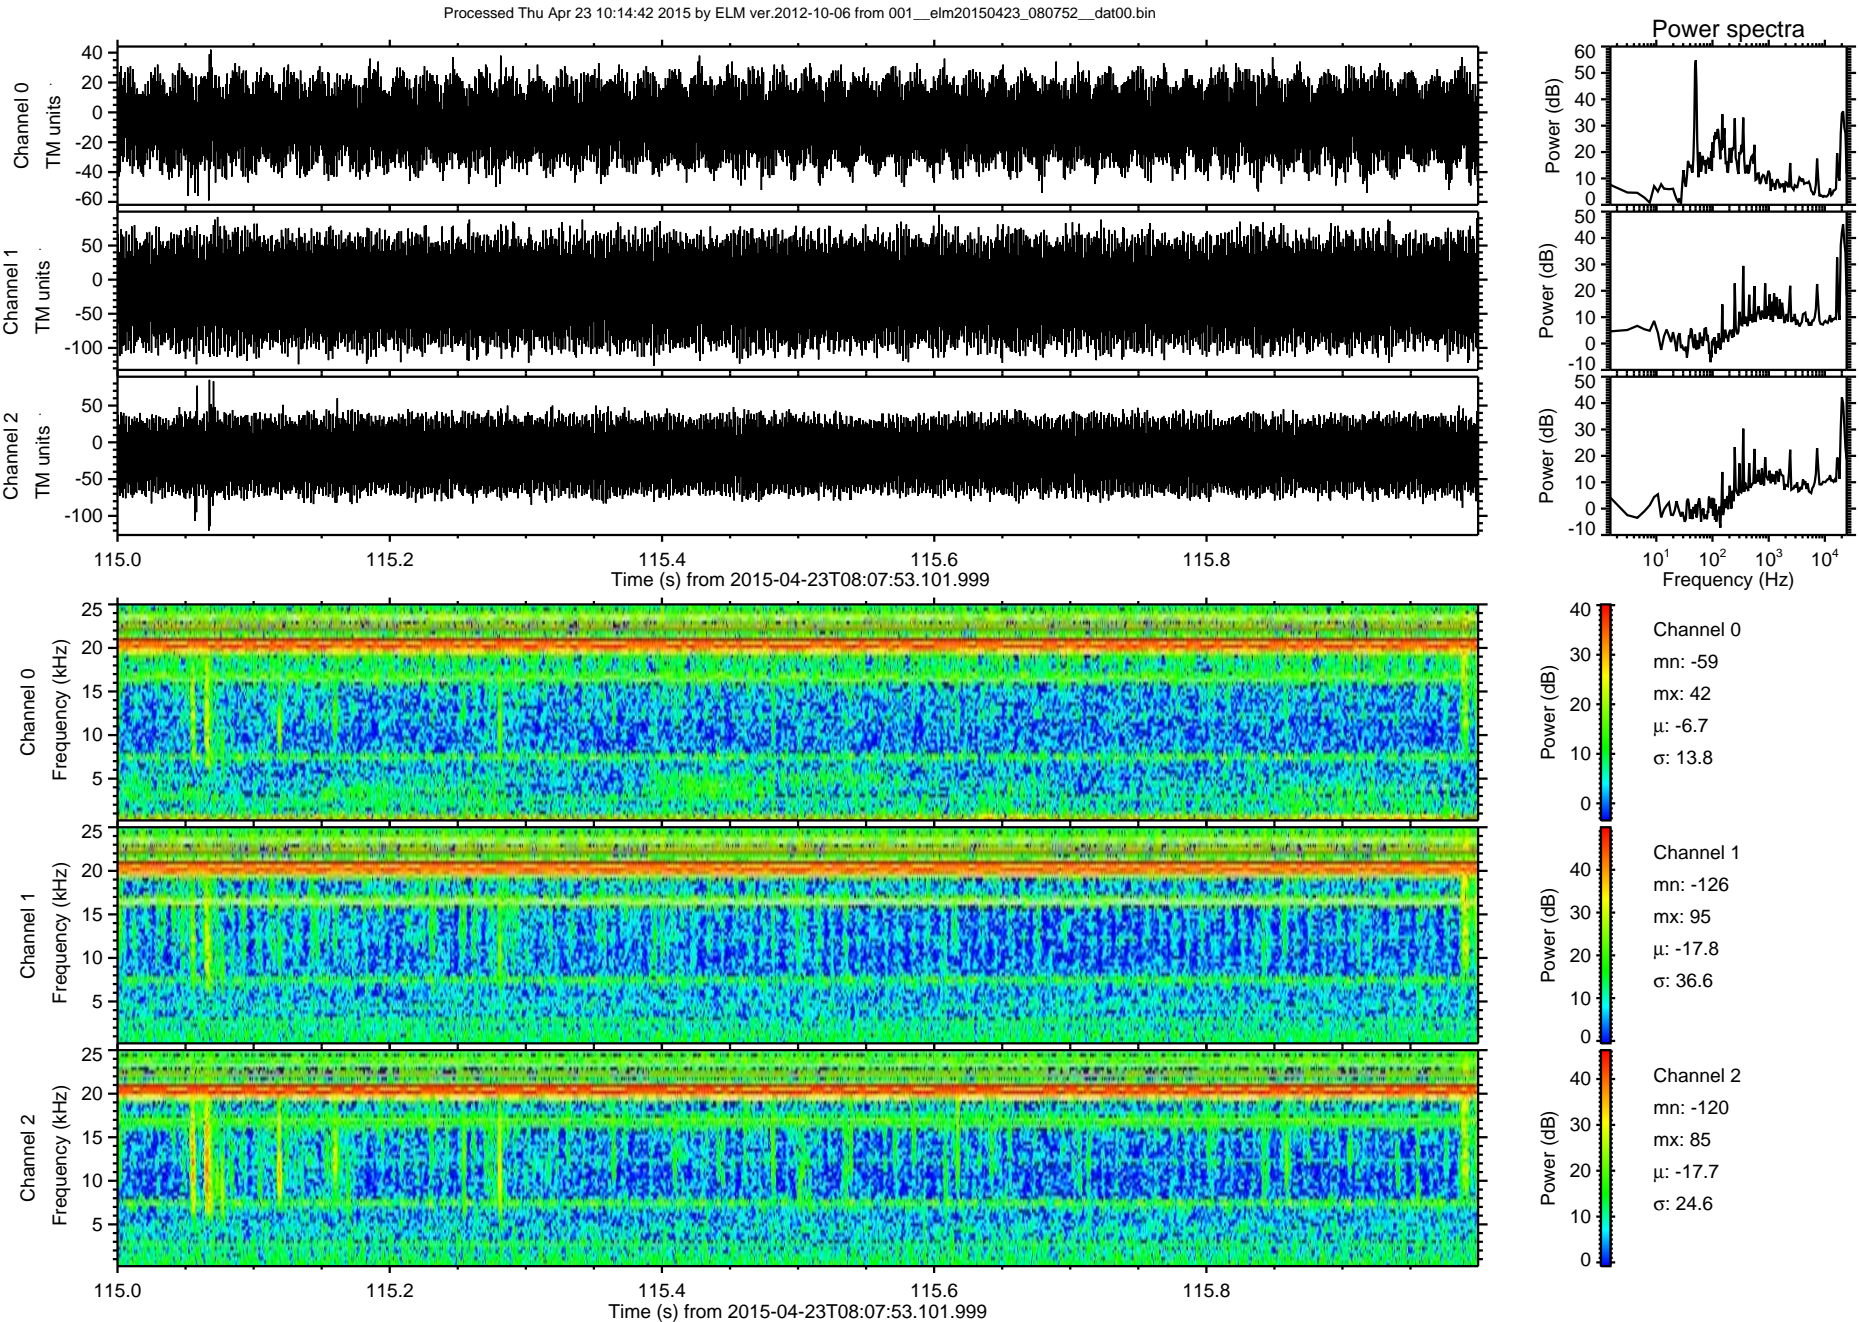 Processed Thu Apr 23 10:14:42 2015 by ELM ver.2012-10-06 from 001__elm20150423_080752__dat00.bin
Power spectra
Channel 0
TM units
40
20
0
-20
-40
-60
Power (dB)
60
50
40
30
20
10
0
Channel 1
TM units
50
0
-50
-100
Power (dB)
50
40
30
20
10
0
-10
Channel 2
TM units
50
0
-50
-100
Power (dB)
50
40
30
20
10
0
-10
115.0 115.2 115.4 115.6 115.8
Time (s) from 2015-04-23T08:07:53.101.999
10^1 10^2 10^3 10^4
Frequency (Hz)
Channel 0
Frequency (kHz)
25
20
15
10
5
Power (dB)
40
30
20
10
0
Channel 0
mn: -59
mx: 42
μ: -6.7
σ: 13.8
Channel 1
Frequency (kHz)
25
20
15
10
5
Power (dB)
40
30
20
10
0
Channel 1
mn: -126
mx: 95
μ: -17.8
σ: 36.6
Channel 2
Frequency (kHz)
25
20
15
10
5
Power (dB)
40
30
20
10
0
Channel 2
mn: -120
mx: 85
μ: -17.7
σ: 24.6
115.0 115.2 115.4 115.6 115.8
Time (s) from 2015-04-23T08:07:53.101.999